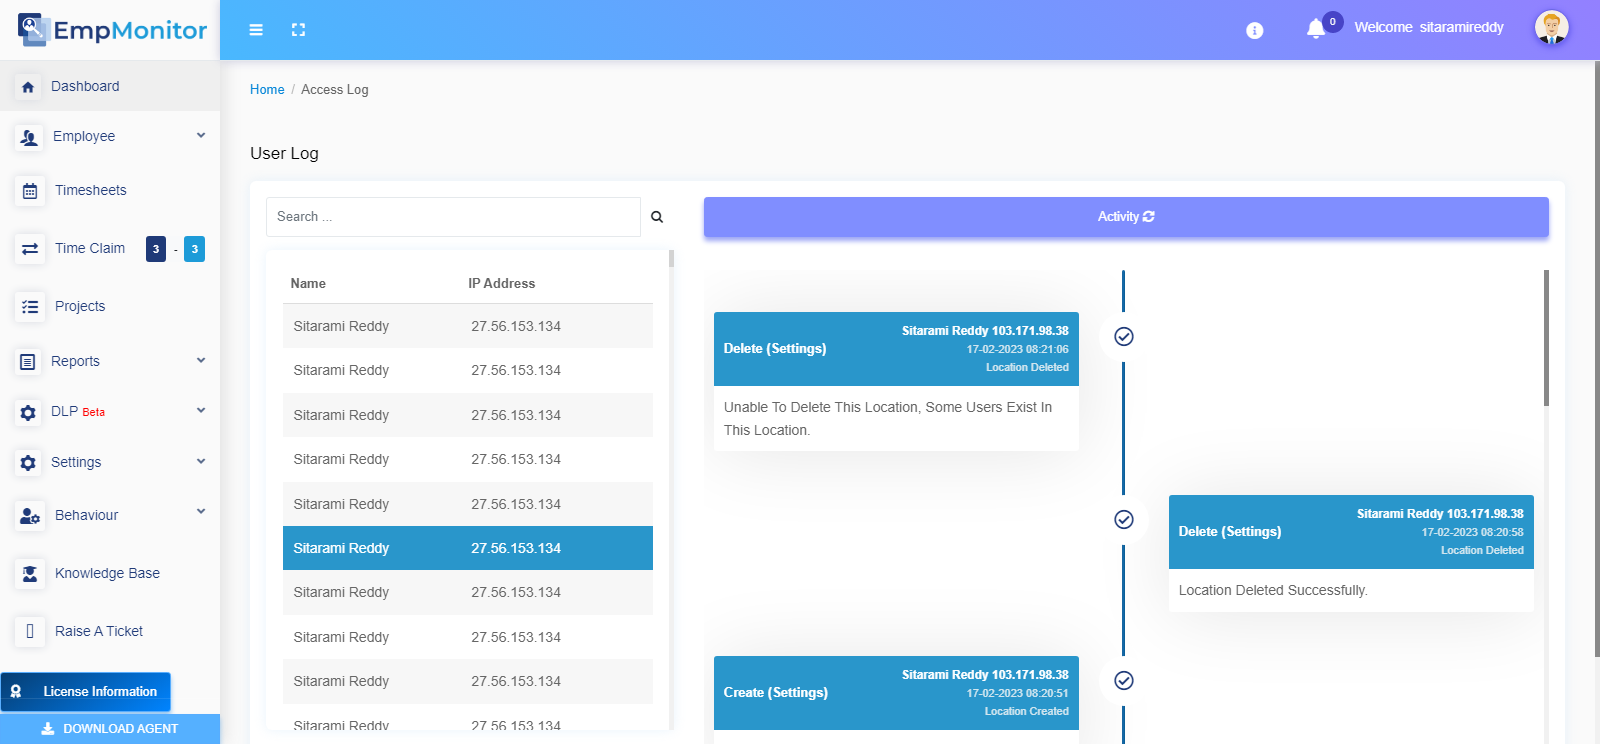 EmpMonitor
0
Welcome sitaramireddy
Dashboard
Employee
Timesheets
Time Claim 3 - 3
Projects
Reports
DLP Beta
Settings
Behaviour
Knowledge Base
Raise A Ticket
License Information
DOWNLOAD AGENT
Home / Access Log
User Log
Search ...
Name IP Address
Sitarami Reddy 27.56.153.134
Sitarami Reddy 27.56.153.134
Sitarami Reddy 27.56.153.134
Sitarami Reddy 27.56.153.134
Sitarami Reddy 27.56.153.134
Sitarami Reddy 27.56.153.134
Sitarami Reddy 27.56.153.134
Sitarami Reddy 27.56.153.134
Sitarami Reddy 27.56.153.134
Sitarami Reddy 27.56.153.134
Activity
Delete (Settings)
Sitarami Reddy 103.171.98.38
17-02-2023 08:21:06
Location Deleted
Unable To Delete This Location, Some Users Exist In
This Location.
Delete (Settings)
Sitarami Reddy 103.171.98.38
17-02-2023 08:20:58
Location Deleted
Location Deleted Successfully.
Create (Settings)
Sitarami Reddy 103.171.98.38
17-02-2023 08:20:51
Location Created